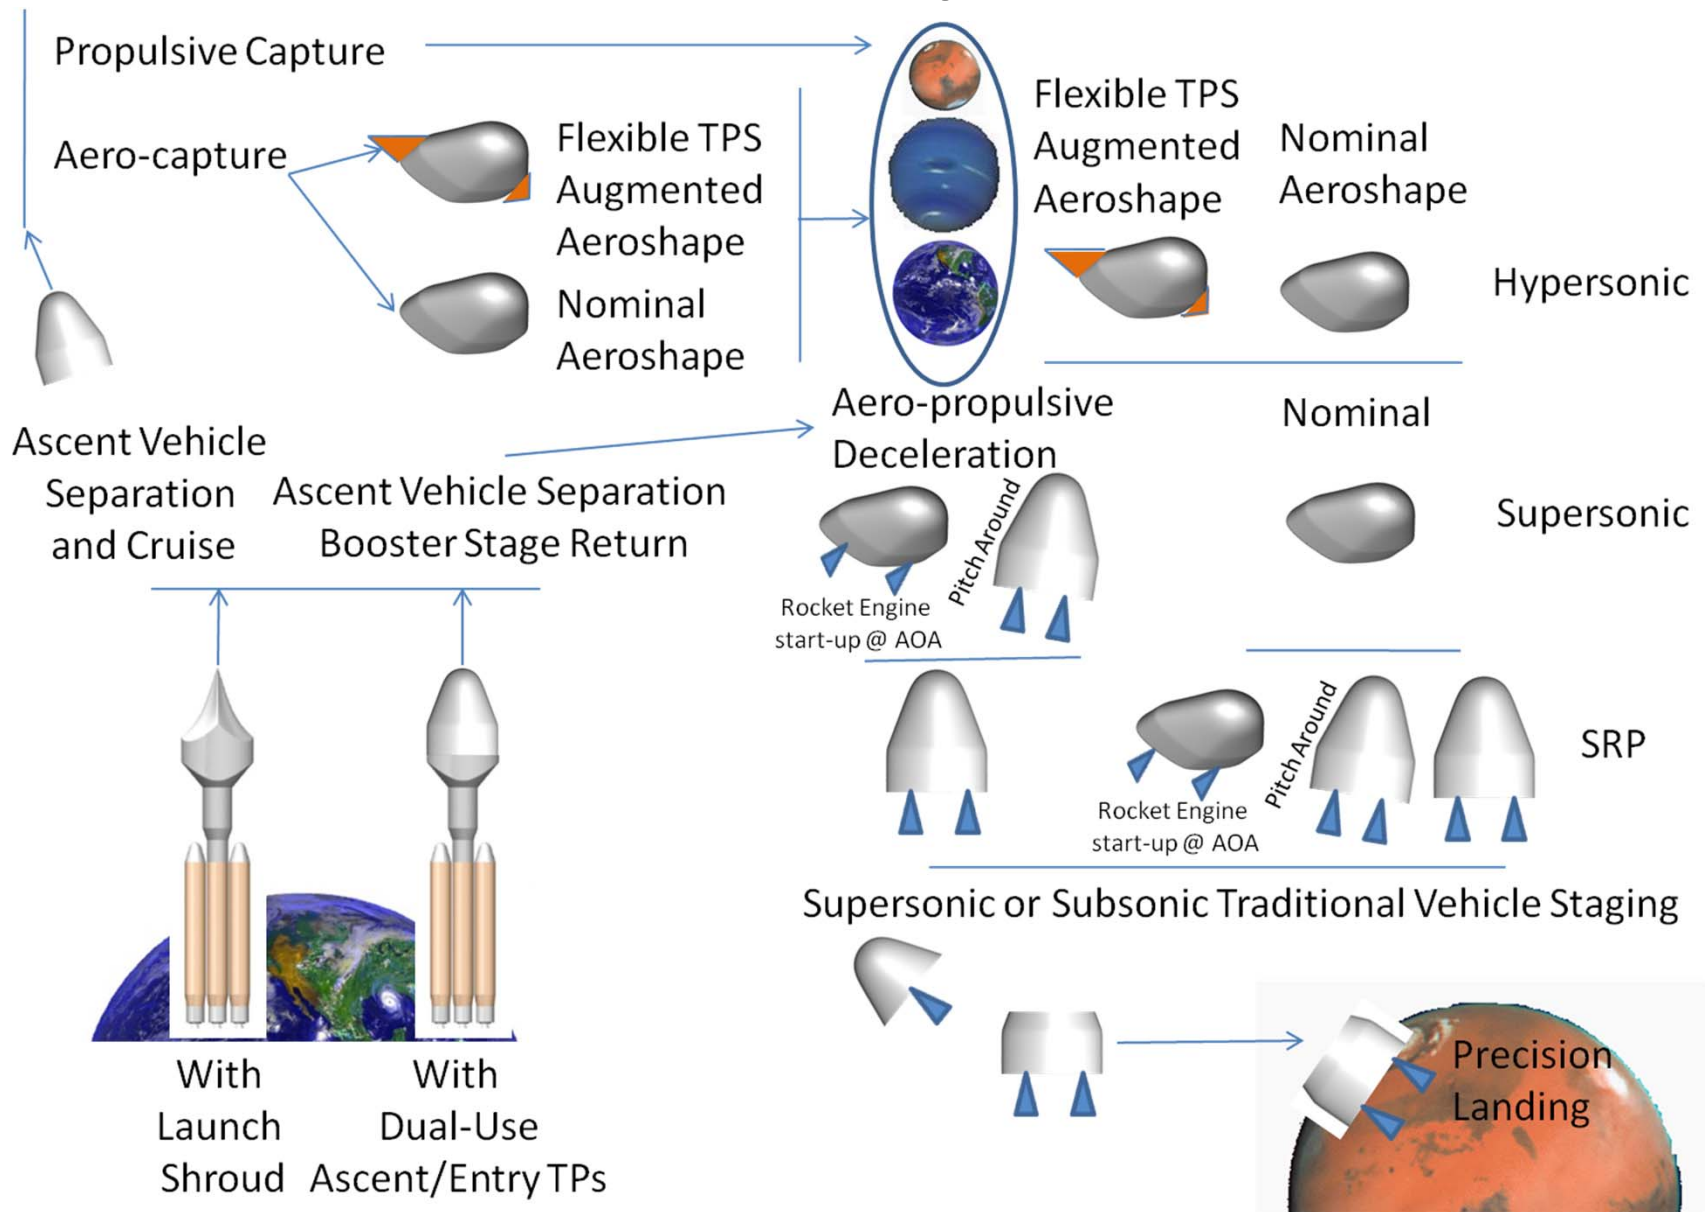 Propulsive Capture
Aero-capture
Flexible TPS
Augmented
Aeroshape
Nominal
Aeroshape
Flexible TPS
Augmented
Aeroshape
Nominal
Aeroshape
Hypersonic
Ascent Vehicle
Separation
and Cruise
Ascent Vehicle Separation
Booster Stage Return
Aero-propulsive
Deceleration
Nominal
Supersonic
Pitch Around
Rocket Engine
start-up @ AOA
SRP
Pitch Around
Rocket Engine
start-up @ AOA
Supersonic or Subsonic Traditional Vehicle Staging
With
Launch
Shroud
With
Dual-Use
Ascent/Entry TPs
Precision
Landing